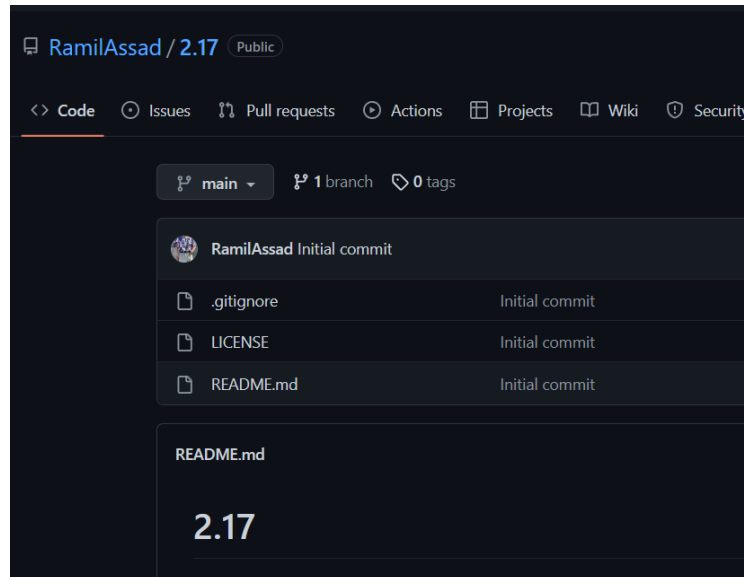 RamilAssad / 2.17 Public
<> Code Issues Pull requests Actions Projects Wiki Security
main 1 branch 0 tags
RamilAssad Initial commit
.gitignore Initial commit
LICENSE Initial commit
README.md Initial commit
README.md
2.17